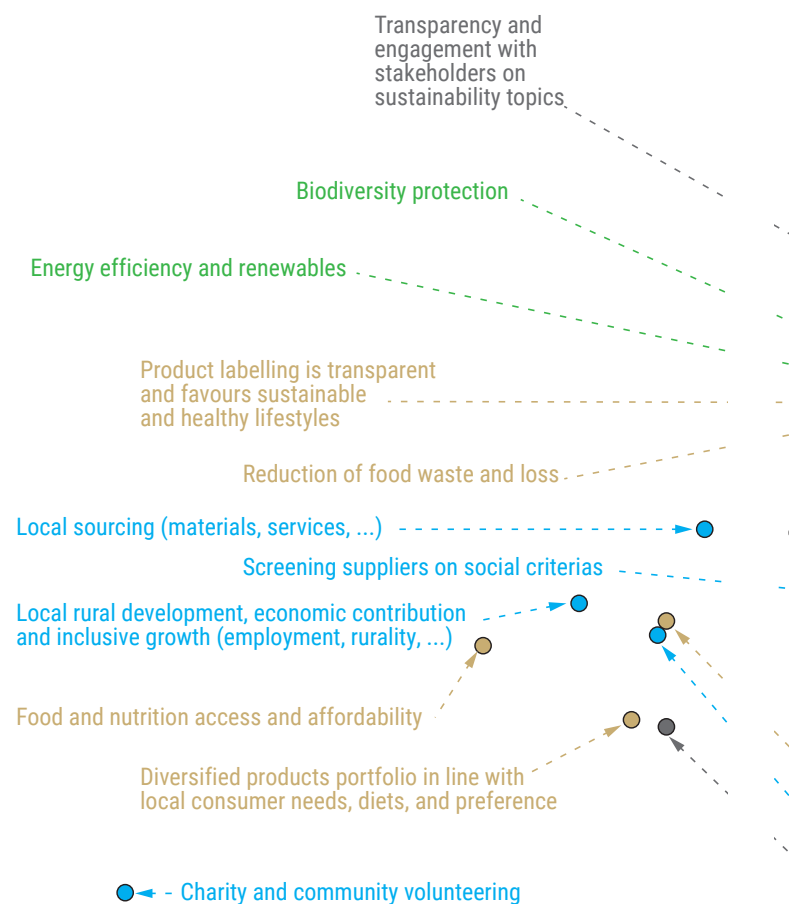 Transparency and
engagement with
stakeholders on
sustainability topics
Biodiversity protection
Energy efficiency and renewables
Product labelling is transparent
and favours sustainable
and healthy lifestyles
Reduction of food waste and loss
Local sourcing (materials, services, ...)
Screening suppliers on social criterias
Local rural development, economic contribution
and inclusive growth (employment, rurality, ...)
Food and nutrition access and affordability
Diversified products portfolio in line with
local consumer needs, diets, and preference
Charity and community volunteering